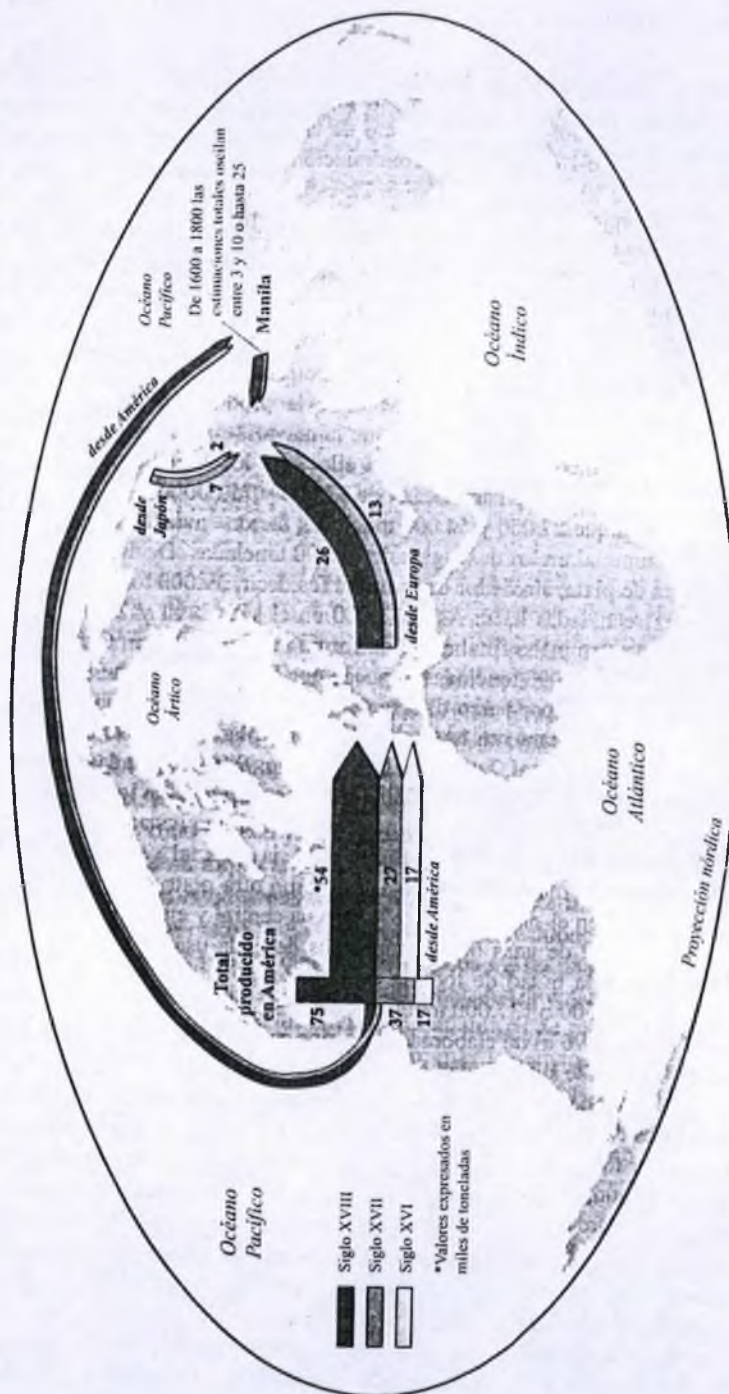 Océano
Pacífico
Siglo XVIII
Siglo XVII
Siglo XVI
*Valores expresados en
miles de toneladas
Total
producido
en América
75
37
17
*54
27
17
desde América
Océano
Ártico
desde América
desde
Japón
7
2
26
13
desde Europa
Océano
Pacífico
De 1600 a 1800 las
estimaciones totales oscilan
entre 3 y 10 o hasta 25
Manila
Océano
Índico
Océano
Atlántico
Proyección nórdica